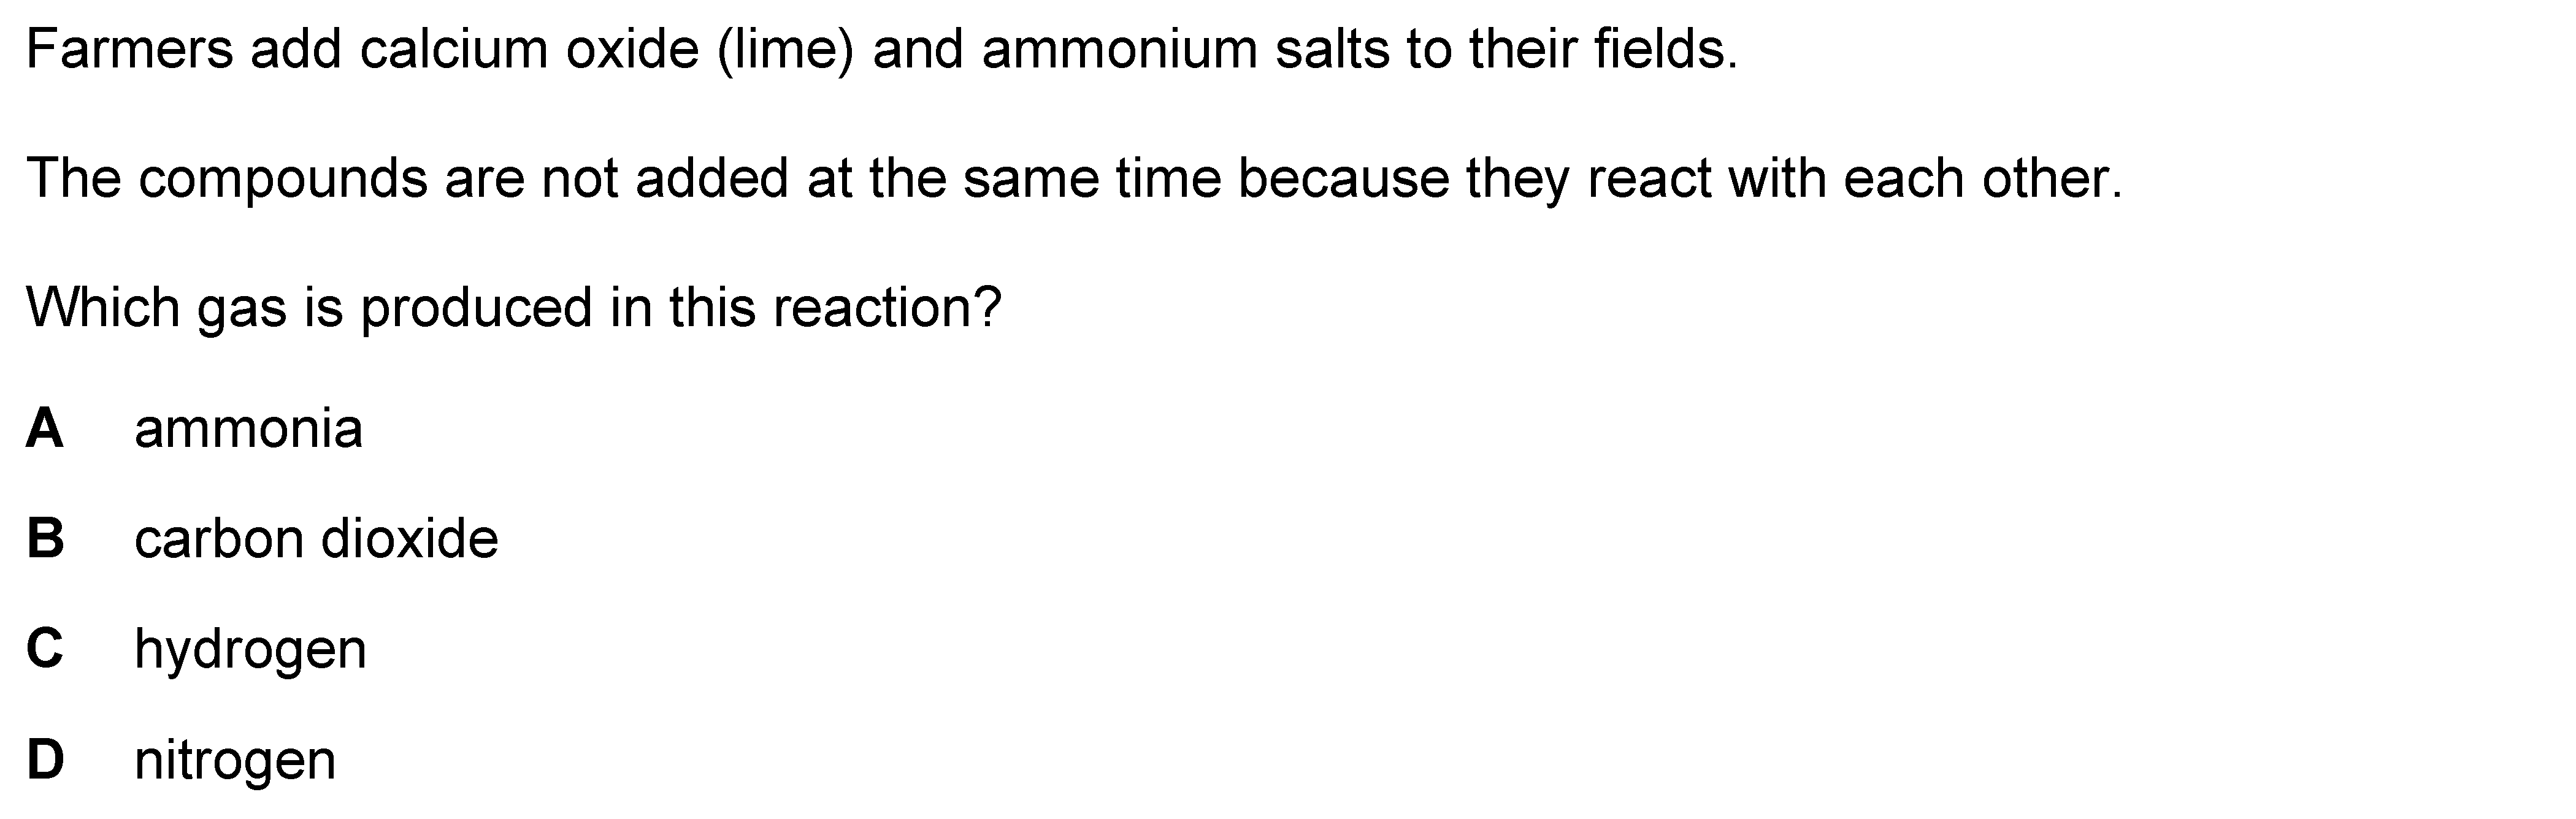 Farmers add calcium oxide (lime) and ammonium salts to their fields.
The compounds are not added at the same time because they react with each other.
Which gas is produced in this reaction?
A ammonia
B carbon dioxide
C hydrogen
D nitrogen